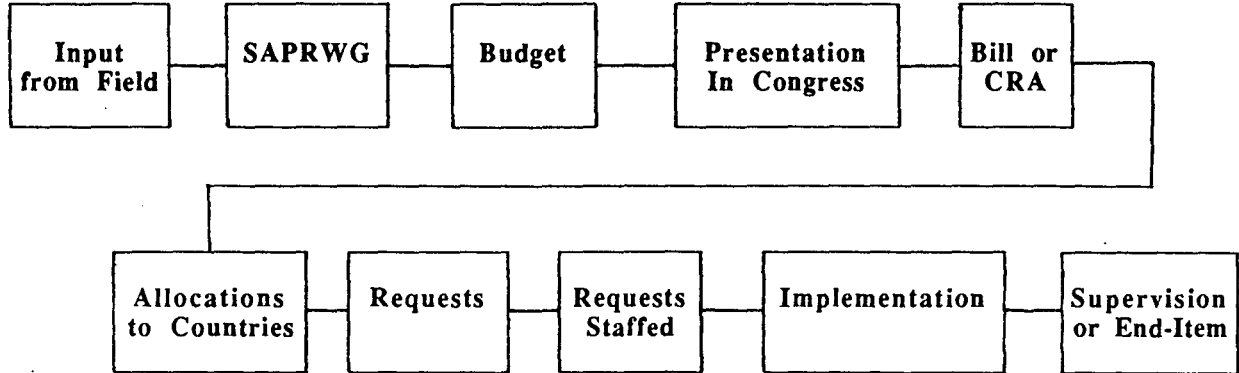 Input
from Field
SAPRWG
Budget
Presentation
In Congress
Bill or
CRA
Allocations
to Countries
Requests
Requests
Staffed
Implementation
Supervision
or End-Item